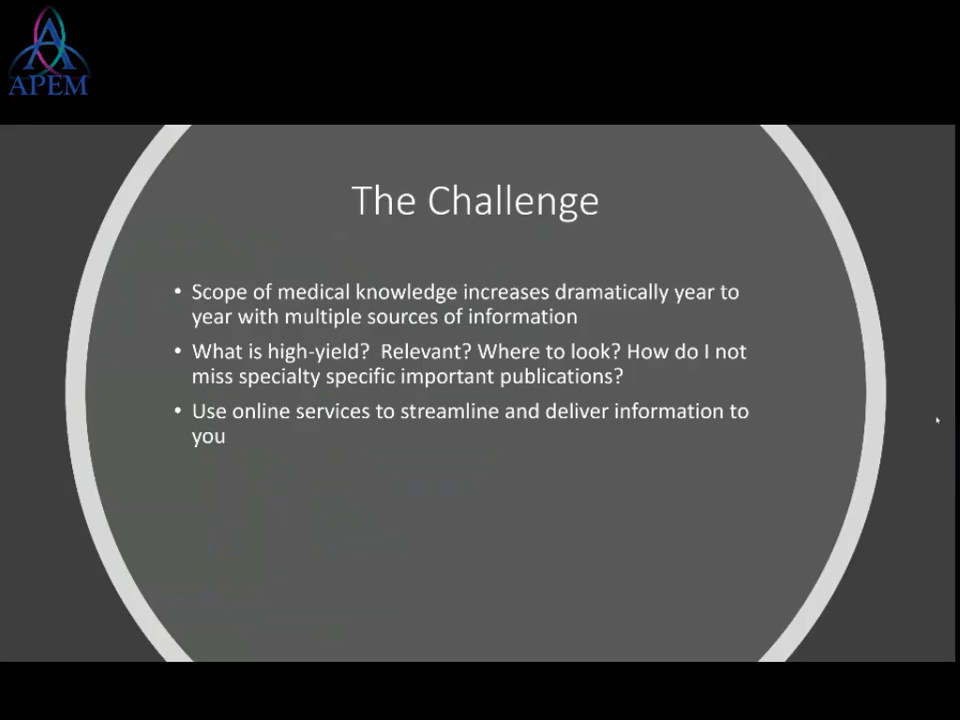 APEM
The Challenge
• Scope of medical knowledge increases dramatically year to
year with multiple sources of information
• What is high-yield?  Relevant? Where to look? How do I not
miss specialty specific important publications?
• Use online services to streamline and deliver information to
you